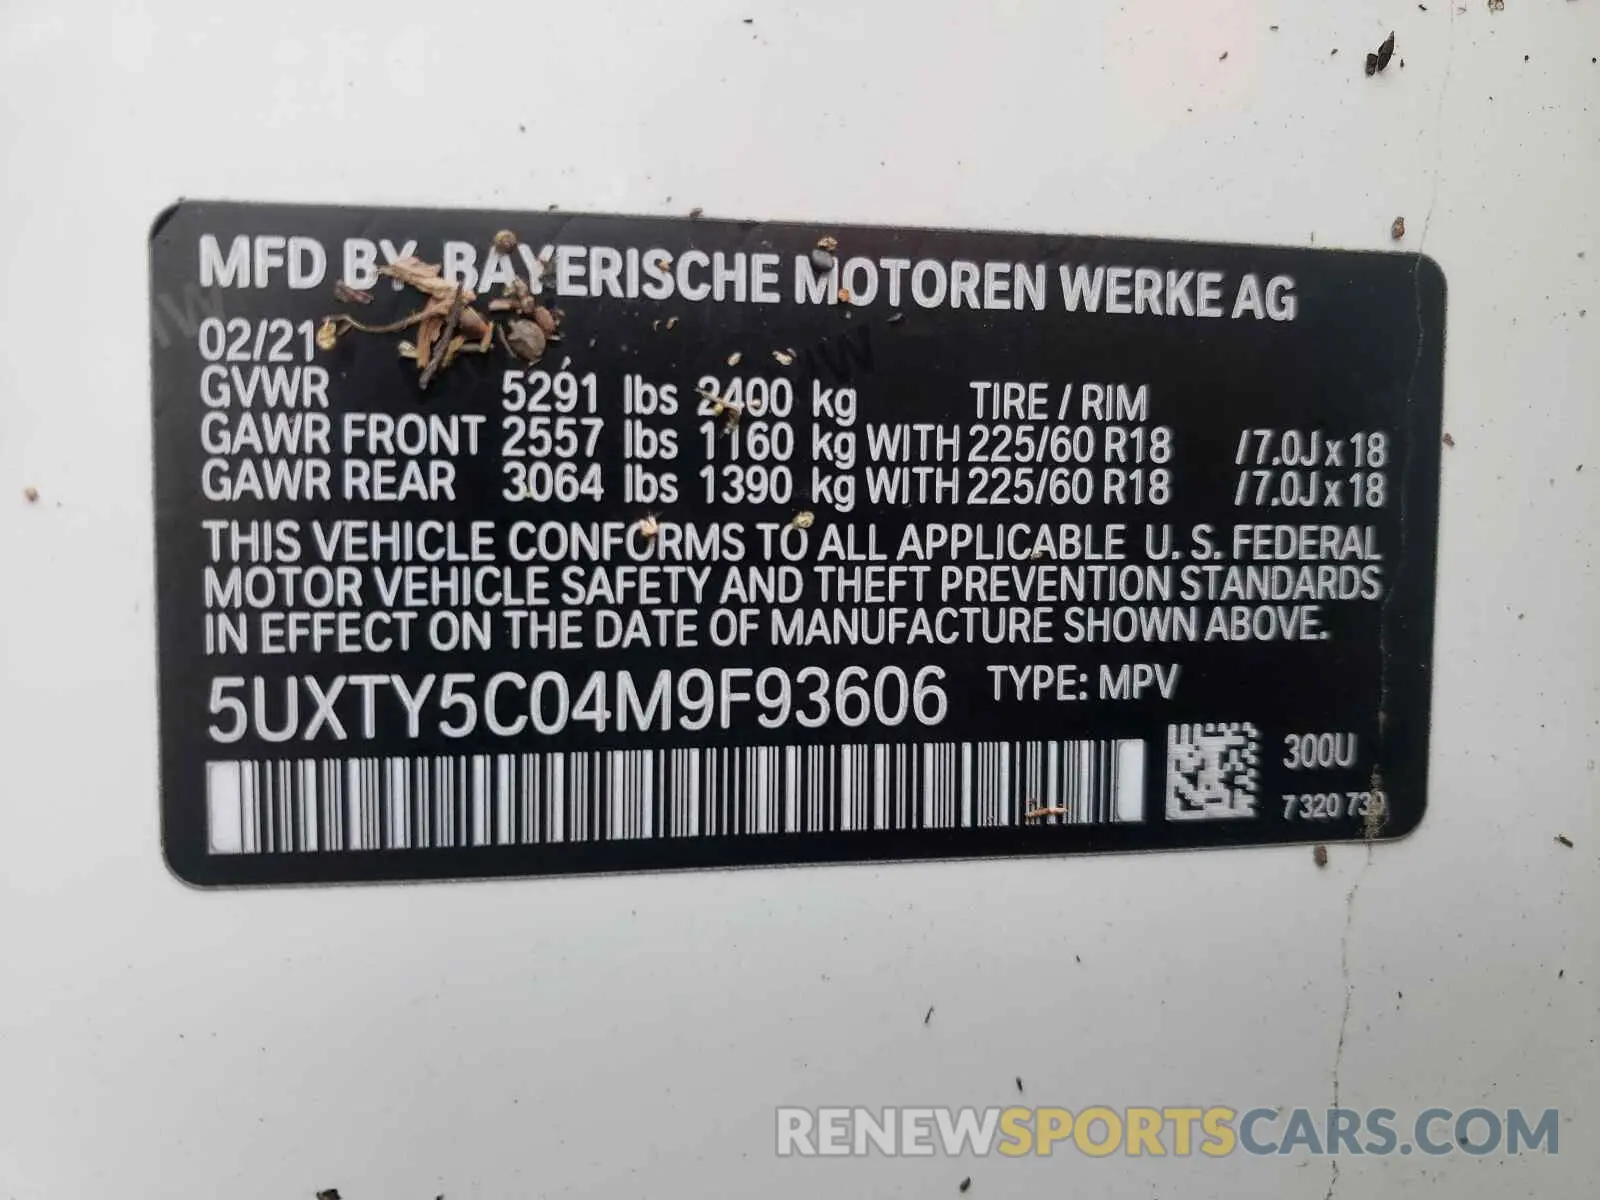 MFD BY BAYERISCHE MOTOREN WERKE AG
02/21
GVWR 5291 lbs 2400 kg TIRE / RIM
GAWR FRONT 2557 lbs 1160 kg WITH 225/60 R18 /7.0J x 18
GAWR REAR 3064 lbs 1390 kg WITH 225/60 R18 /7.0J x 18
THIS VEHICLE CONFORMS TO ALL APPLICABLE U. S. FEDERAL
MOTOR VEHICLE SAFETY AND THEFT PREVENTION STANDARDS
IN EFFECT ON THE DATE OF MANUFACTURE SHOWN ABOVE.
5UXTY5C04M9F93606 TYPE: MPV
300U
7 320 730
RENEWSPORTSCARS.COM